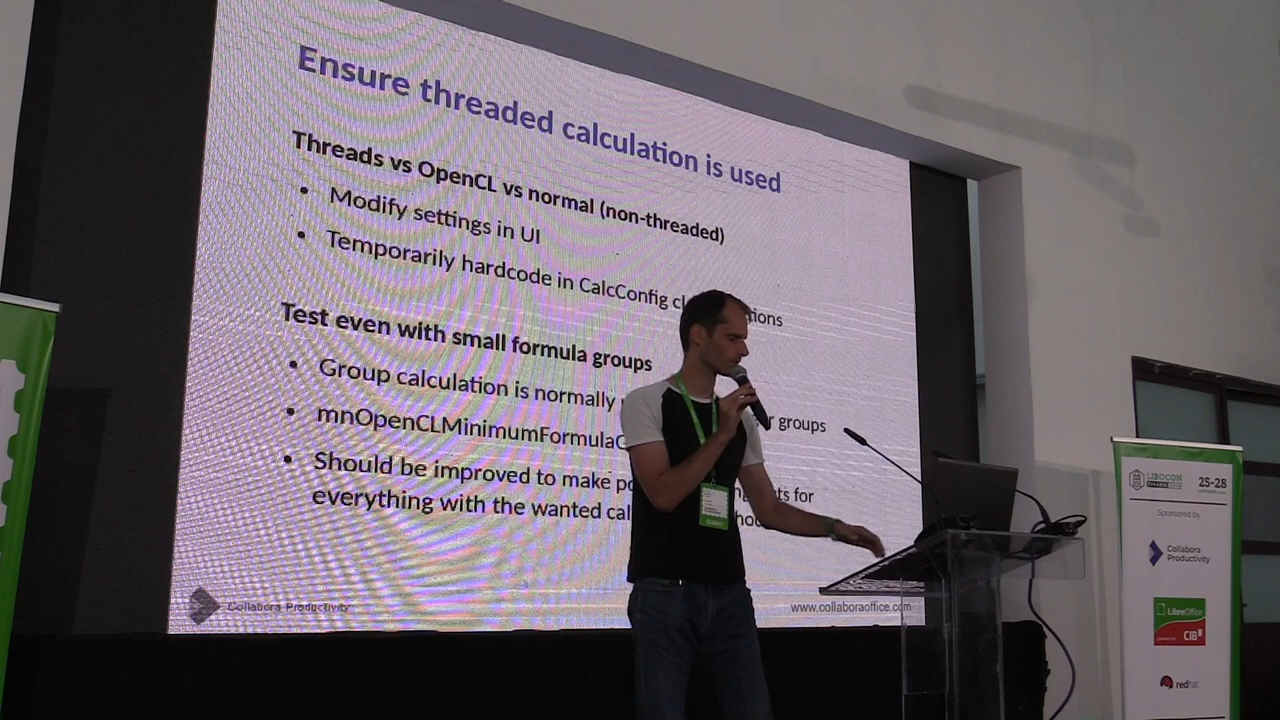 Ensure threaded calculation is used
Threads vs OpenCL vs normal (non-threaded)
• Modify settings in UI
• Temporarily hardcode in CalcConfig
Test even with small formula groups
• Group calculation is normally groups
• mnOpenCLMinimumFormula
• Should be improved to make for
everything with the wanted
Collabora Productivity
www.collaboraoffice.com
LIBOCON
25-28
Sponsored by
Collabora
Productivity
LibreOffice
CIB
redhat